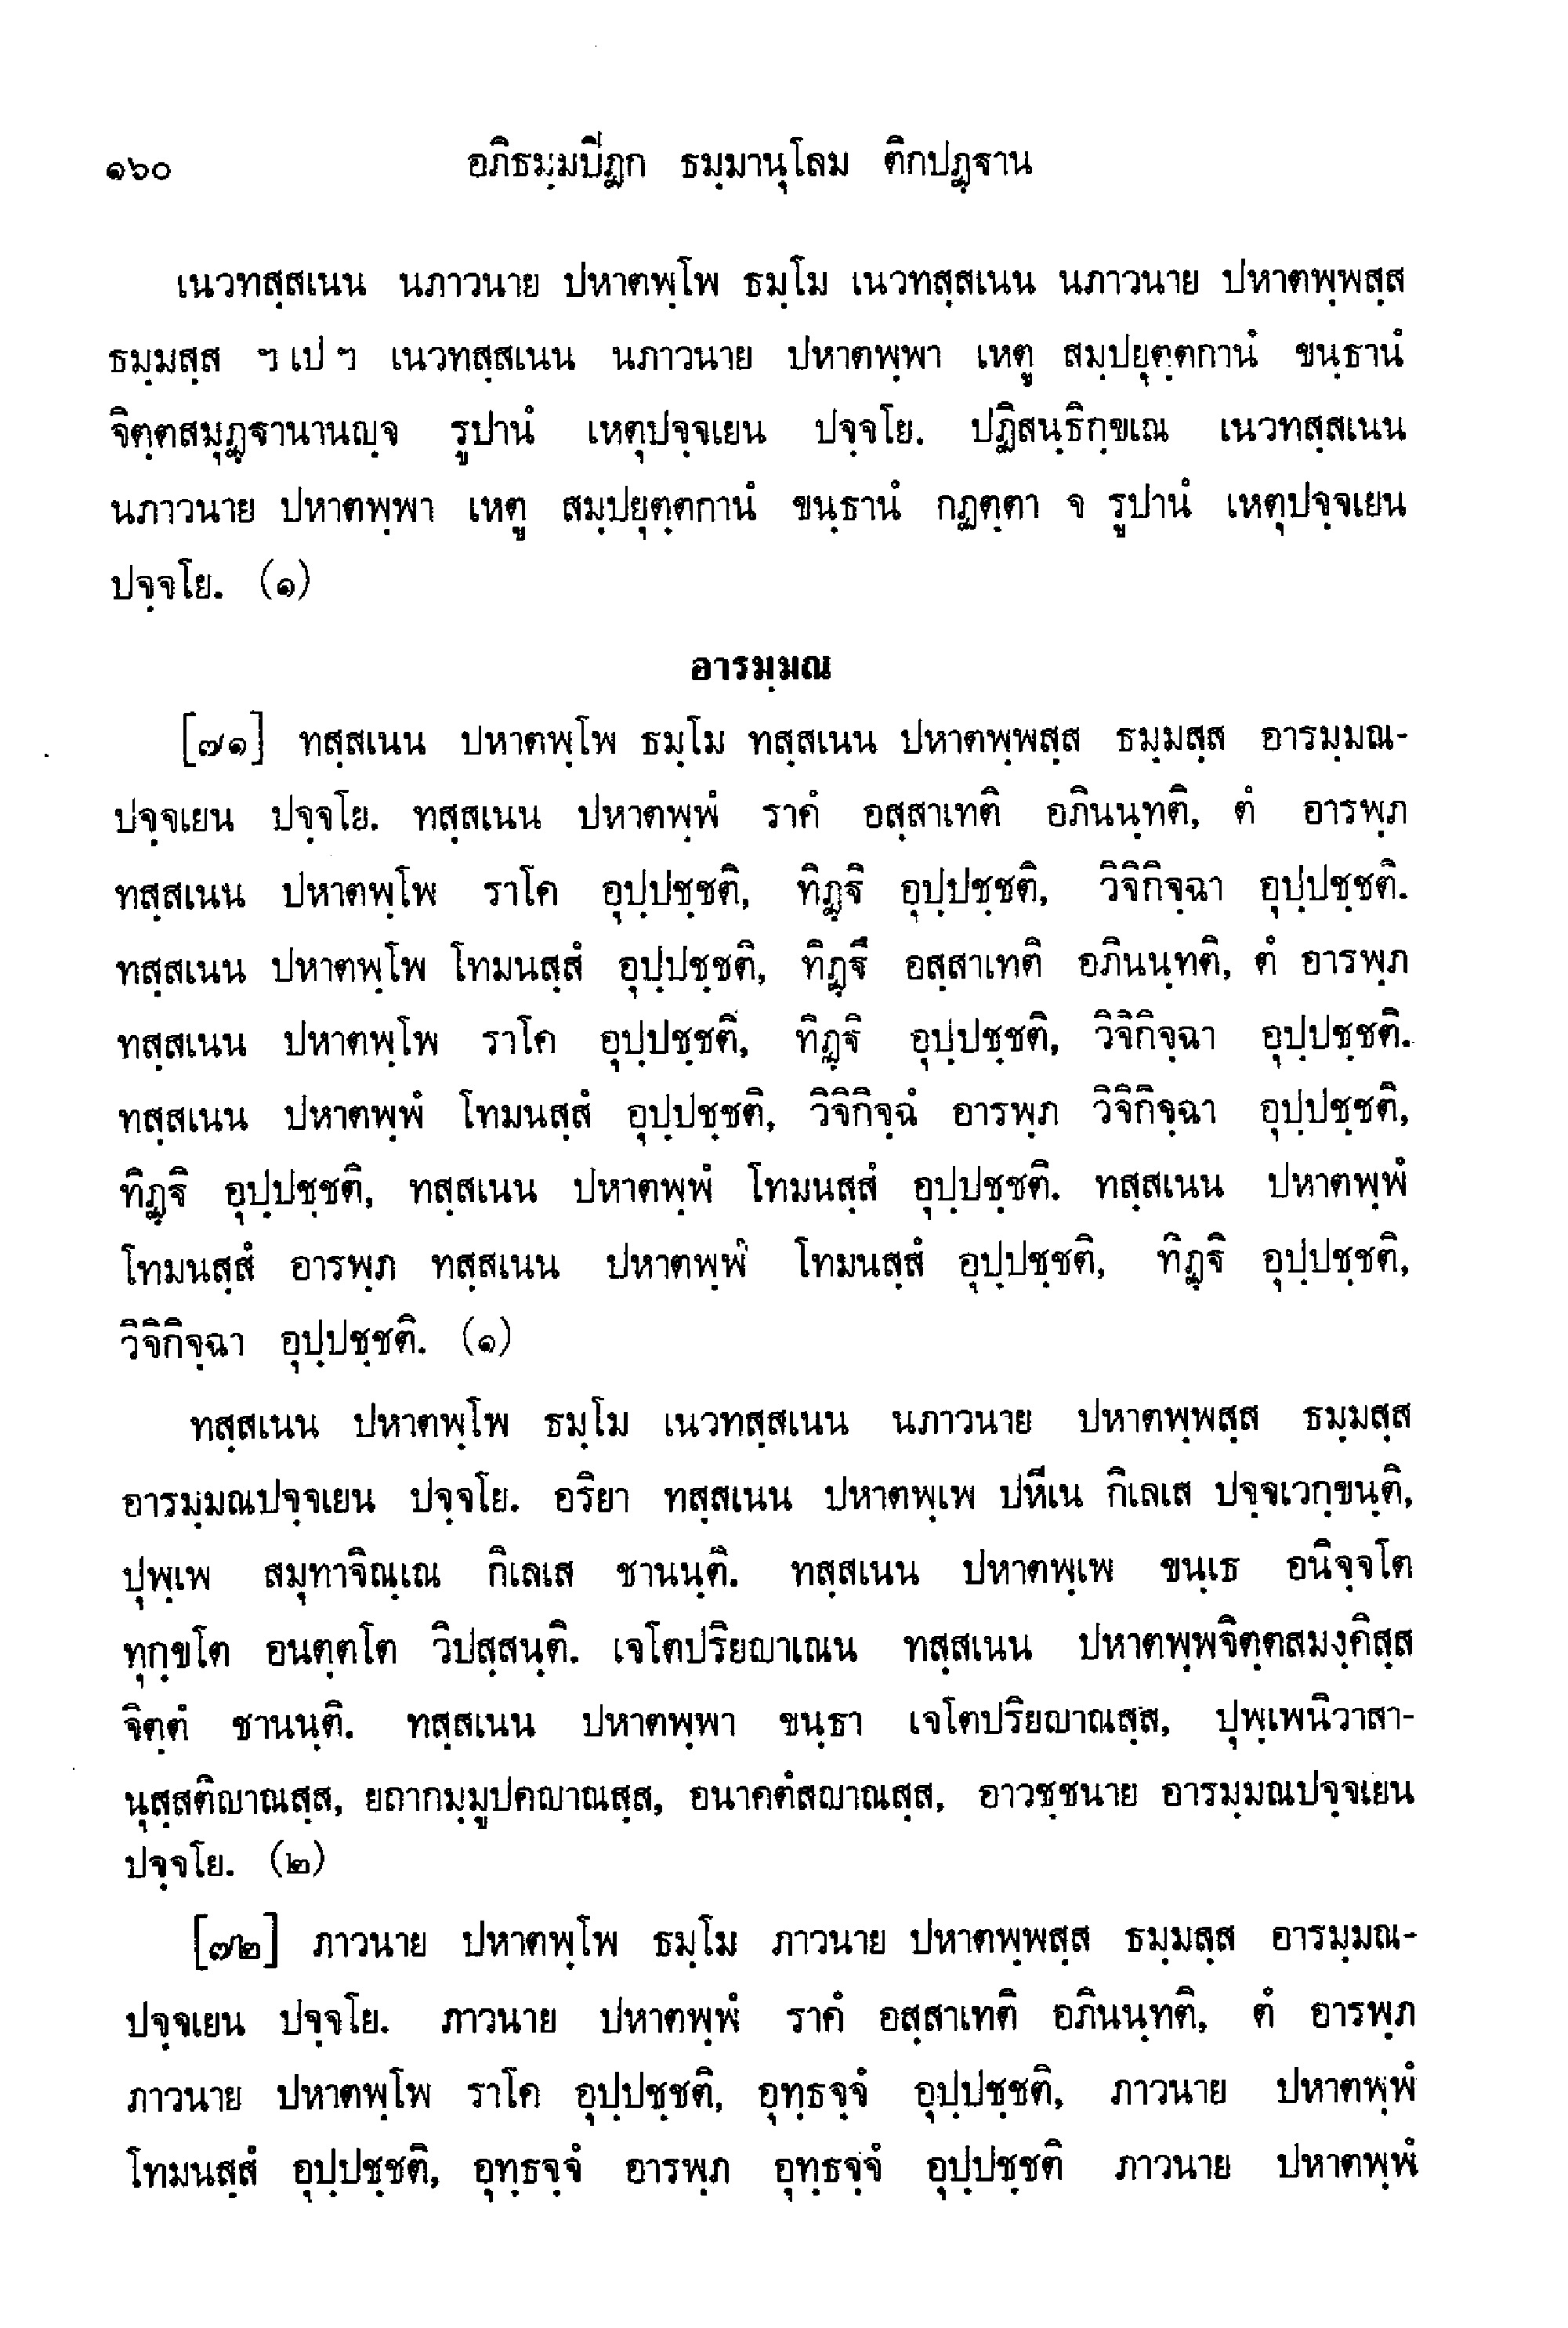 ๑๖๐ อภิธมฺมปิฏก ธมฺมานุโลม ติกปฏฺฐาน
เนวทสฺสเนน นภาวนาย ปหาตพฺโพ ธมฺโม เนวทสฺสเนน นภาวนาย ปหาตพฺพสฺส
ธมฺมสฺส ฯ เป ฯ เนวทสฺสเนน นภาวนาย ปหาตพฺพา เหตู สมฺปยุตฺตกานํ ขนฺธานํ
จิตฺตสมุฏฺฐานานญฺจ รูปานํ เหตุปจฺจเยน ปจฺจโย. ปฏิสนฺธิกฺขเณ เนวทสฺสเนน
นภาวนาย ปหาตพฺพา เหตู สมฺปยุตฺตกานํ ขนฺธานํ กฏตฺตา จ รูปานํ เหตุปจฺจเยน
ปจฺจโย. (๑)
อารมฺมณ
[๗๑] ทสฺสเนน ปหาตพฺโพ ธมฺโม ทสฺสเนน ปหาตพฺพสฺส ธมฺมสฺส อารมฺมณ-
ปจฺจเยน ปจฺจโย. ทสฺสเนน ปหาตพฺพํ ราคํ อสฺสาเทติ อภินนฺทติ, ตํ อารพฺภ
ทสฺสเนน ปหาตพฺโพ ราโค อุปฺปชฺชติ, ทิฏฺฐิ อุปฺปชฺชติ, วิจิกิจฺฉา อุปฺปชฺชติ.
ทสฺสเนน ปหาตพฺโพ โทมนสฺสํ อุปฺปชฺชติ, ทิฏฺฐึ อสฺสาเทติ อภินนฺทติ, ตํ อารพฺภ
ทสฺสเนน ปหาตพฺโพ ราโค อุปฺปชฺชติ, ทิฏฺฐิ อุปฺปชฺชติ, วิจิกิจฺฉา อุปฺปชฺชติ.
ทสฺสเนน ปหาตพฺพํ โทมนสฺสํ อุปฺปชฺชติ, วิจิกิจฺฉํ อารพฺภ วิจิกิจฺฉา อุปฺปชฺชติ,
ทิฏฺฐิ อุปฺปชฺชติ, ทสฺสเนน ปหาตพฺพํ โทมนสฺสํ อุปฺปชฺชติ. ทสฺสเนน ปหาตพฺพํ
โทมนสฺสํ อารพฺภ ทสฺสเนน ปหาตพฺพํ โทมนสฺสํ อุปฺปชฺชติ, ทิฏฺฐิ อุปฺปชฺชติ,
วิจิกิจฺฉา อุปฺปชฺชติ. (๑)
ทสฺสเนน ปหาตพฺโพ ธมฺโม เนวทสฺสเนน นภาวนาย ปหาตพฺพสฺส ธมฺมสฺส
อารมฺมณปจฺจเยน ปจฺจโย. อริยา ทสฺสเนน ปหาตพฺเพ ปหีเน กิเลเส ปจฺจเวกฺขนฺติ,
ปุพฺเพ สมุทาจิณฺเณ กิเลเส ชานนฺติ. ทสฺสเนน ปหาตพฺเพ ขนฺเธ อนิจฺจโต
ทุกฺขโต อนตฺตโต วิปสฺสนฺติ. เจโตปริยญาเณน ทสฺสเนน ปหาตพฺพจิตฺตสมงฺคิสฺส
จิตฺตํ ชานนฺติ. ทสฺสเนน ปหาตพฺพา ขนฺธา เจโตปริยญาณสฺส, ปุพฺเพนิวาสา-
นุสฺสติญาณสฺส, ยถากมฺมูปคญาณสฺส, อนาคตํสญาณสฺส, อาวชฺชนาย อารมฺมณปจฺจเยน
ปจฺจโย. (๒)
[๗๒] ภาวนาย ปหาตพฺโพ ธมฺโม ภาวนาย ปหาตพฺพสฺส ธมฺมสฺส อารมฺมณ-
ปจฺจเยน ปจฺจโย. ภาวนาย ปหาตพฺพํ ราคํ อสฺสาเทติ อภินนฺทติ, ตํ อารพฺภ
ภาวนาย ปหาตพฺโพ ราโค อุปฺปชฺชติ, อุทฺธจฺจํ อุปฺปชฺชติ, ภาวนาย ปหาตพฺพํ
โทมนสฺสํ อุปฺปชฺชติ, อุทฺธจฺจํ อารพฺภ อุทฺธจฺจํ อุปฺปชฺชติ ภาวนาย ปหาตพฺพํ